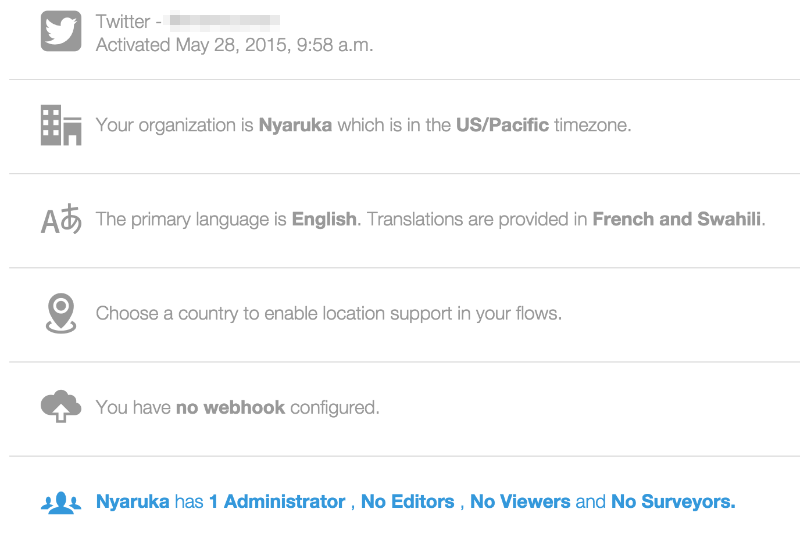 Twitter -
Activated May 28, 2015, 9:58 a.m.
Your organization is Nyaruka which is in the US/Pacific timezone.
Aあ The primary language is English. Translations are provided in French and Swahili.
Choose a country to enable location support in your flows.
You have no webhook configured.
Nyaruka has 1 Administrator , No Editors , No Viewers and No Surveyors.